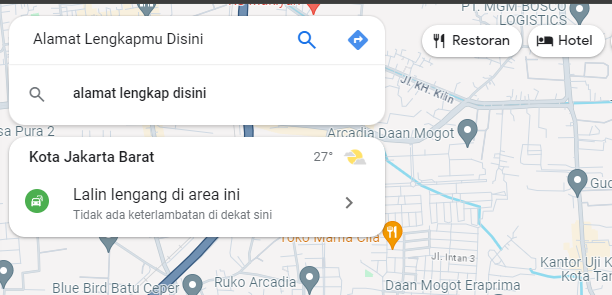 PT. MGM BOSCO
LOGISTICS
Alamat Lengkapmu Disini
Restoran
Hotel
alamat lengkap disini
Jl. KH. Kilin
sa Pura 2
Arcadia Daan Mogot
Kota Jakarta Barat
27°
Lalin lengang di area ini
Tidak ada keterlambatan di dekat sini
Gud
Toko Mama Cila
Jl. Intan 3
Kantor Uji K
Kota Tan
Ruko Arcadia
Blue Bird Batu Ceper
Daan Mogot Eraprima